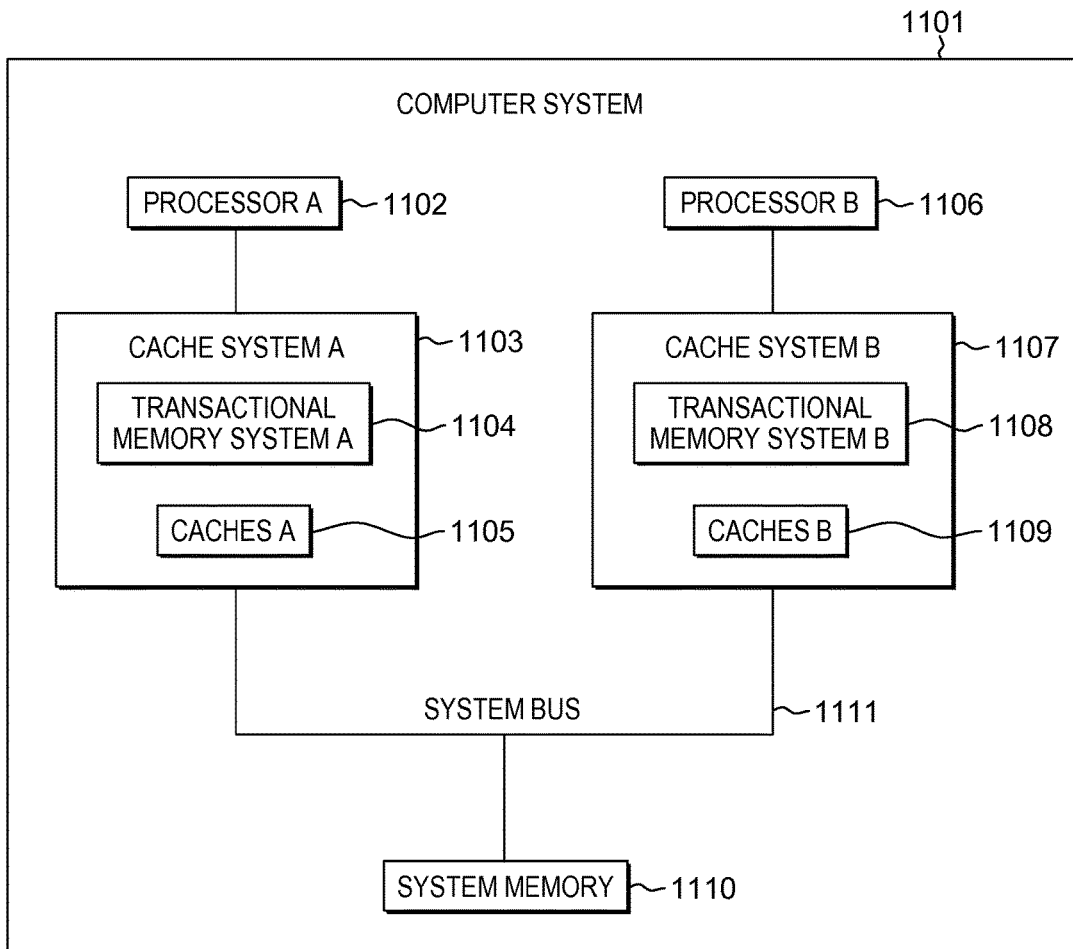 1101
COMPUTER SYSTEM
PROCESSOR A
1102
PROCESSOR B
1106
CACHE SYSTEM A
1103
TRANSACTIONAL
MEMORY SYSTEM A
1104
CACHES A
1105
CACHE SYSTEM B
1107
TRANSACTIONAL
MEMORY SYSTEM B
1108
CACHES B
1109
SYSTEM BUS
1111
SYSTEM MEMORY
1110